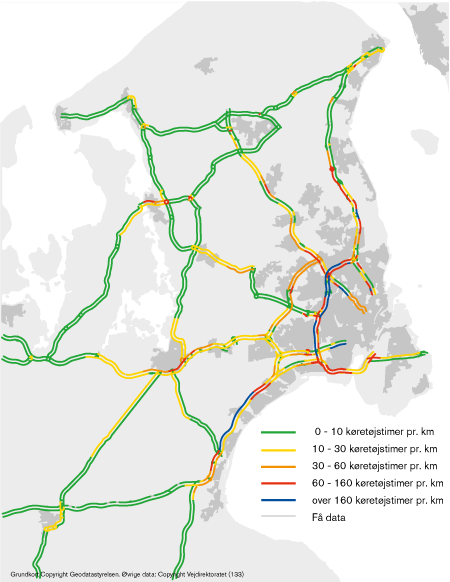 0 - 10 køretøjstimer pr. km
10 - 30 køretøjstimer pr. km
30 - 60 køretøjstimer pr. km
60 - 160 køretøjstimer pr. km
over 160 køretøjstimer pr. km
Få data
Grundkort Copyright Geodatastyrelsen. Øvrige data: Copyright Vejdirektoratet (133)